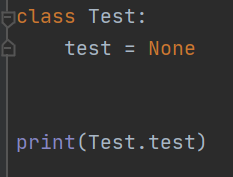 class Test:
    test = None
print(Test.test)